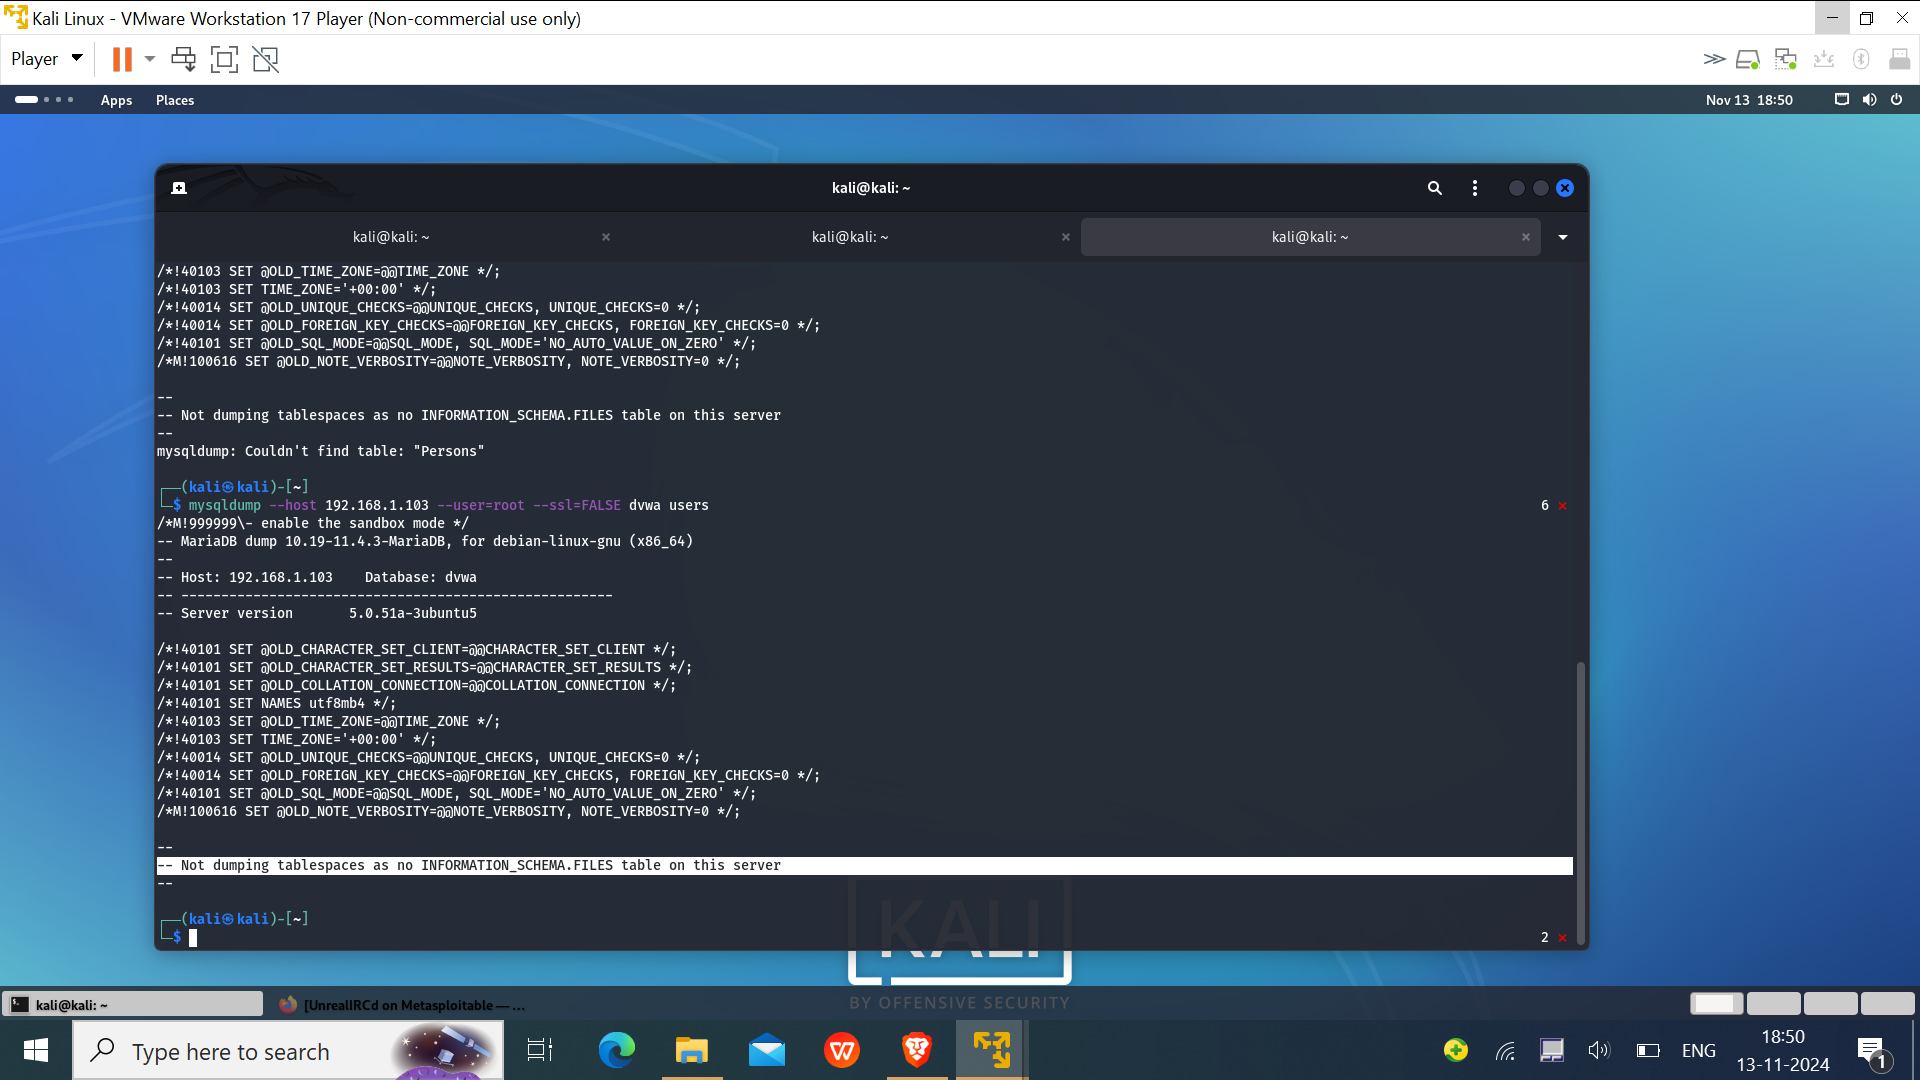 Kali Linux - VMware Workstation 17 Player (Non-commercial use only)
Player
Apps Places
Nov 13 18:50
kali@kali: ~
kali@kali: ~ kali@kali: ~ kali@kali: ~
/*!40103 SET @OLD_TIME_ZONE=@@TIME_ZONE */;
/*!40103 SET TIME_ZONE='+00:00' */;
/*!40014 SET @OLD_UNIQUE_CHECKS=@@UNIQUE_CHECKS, UNIQUE_CHECKS=0 */;
/*!40014 SET @OLD_FOREIGN_KEY_CHECKS=@@FOREIGN_KEY_CHECKS, FOREIGN_KEY_CHECKS=0 */;
/*!40101 SET @OLD_SQL_MODE=@@SQL_MODE, SQL_MODE='NO_AUTO_VALUE_ON_ZERO' */;
/*M!100616 SET @OLD_NOTE_VERBOSITY=@@NOTE_VERBOSITY, NOTE_VERBOSITY=0 */;
--
-- Not dumping tablespaces as no INFORMATION_SCHEMA.FILES table on this server
--
mysqldump: Couldn't find table: "Persons"
┌──(kali㉿kali)-[~]
└─$ mysqldump --host 192.168.1.103 --user=root --ssl=FALSE dvwa users 6 ×
/*M!999999\- enable the sandbox mode */
-- MariaDB dump 10.19-11.4.3-MariaDB, for debian-linux-gnu (x86_64)
--
-- Host: 192.168.1.103    Database: dvwa
-- ------------------------------------------------------
-- Server version       5.0.51a-3ubuntu5
/*!40101 SET @OLD_CHARACTER_SET_CLIENT=@@CHARACTER_SET_CLIENT */;
/*!40101 SET @OLD_CHARACTER_SET_RESULTS=@@CHARACTER_SET_RESULTS */;
/*!40101 SET @OLD_COLLATION_CONNECTION=@@COLLATION_CONNECTION */;
/*!40101 SET NAMES utf8mb4 */;
/*!40103 SET @OLD_TIME_ZONE=@@TIME_ZONE */;
/*!40103 SET TIME_ZONE='+00:00' */;
/*!40014 SET @OLD_UNIQUE_CHECKS=@@UNIQUE_CHECKS, UNIQUE_CHECKS=0 */;
/*!40014 SET @OLD_FOREIGN_KEY_CHECKS=@@FOREIGN_KEY_CHECKS, FOREIGN_KEY_CHECKS=0 */;
/*!40101 SET @OLD_SQL_MODE=@@SQL_MODE, SQL_MODE='NO_AUTO_VALUE_ON_ZERO' */;
/*M!100616 SET @OLD_NOTE_VERBOSITY=@@NOTE_VERBOSITY, NOTE_VERBOSITY=0 */;
--
-- Not dumping tablespaces as no INFORMATION_SCHEMA.FILES table on this server
--
┌──(kali㉿kali)-[~]
└─$ 2 ×
KALI
BY OFFENSIVE SECURITY
kali@kali: ~
[UnrealIRCd on Metasploitable — ...
Type here to search
ENG
18:50
13-11-2024
1